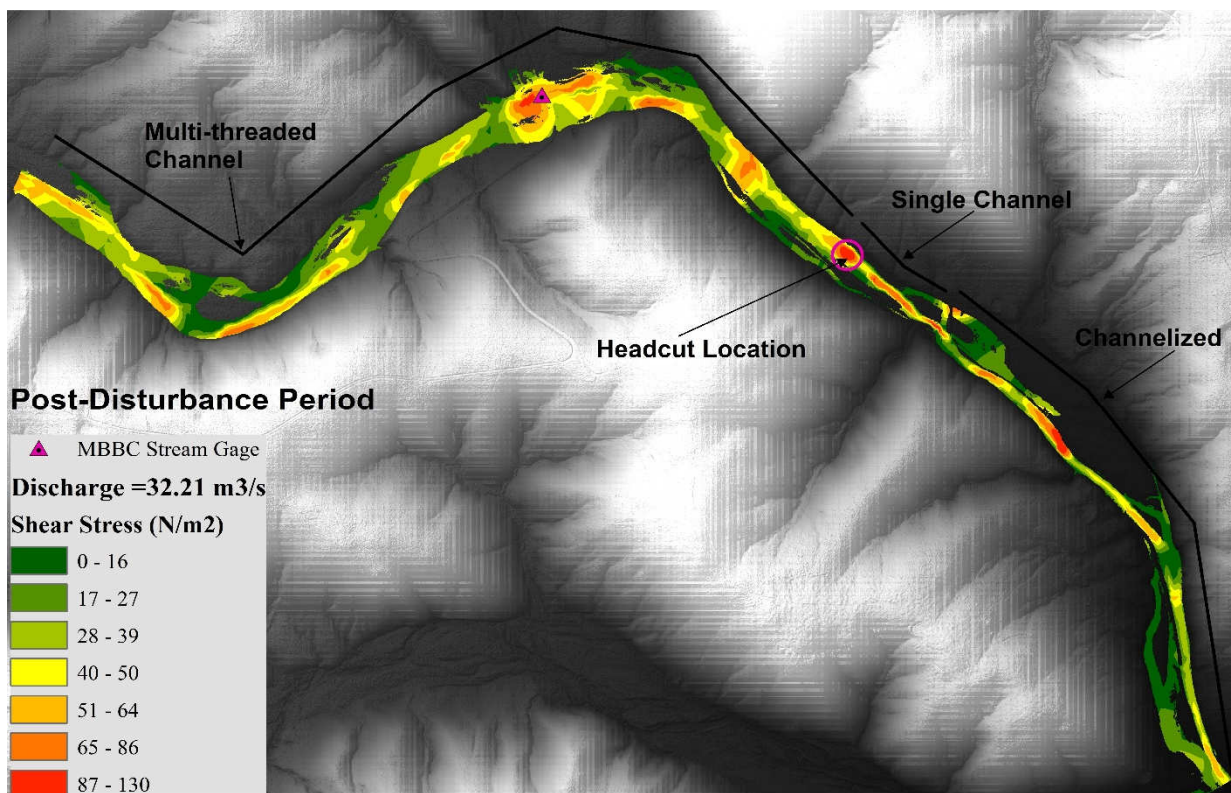 Multi-threaded
Channel
Single Channel
Headcut Location
Channelized
Post-Disturbance Period
MBBC Stream Gage
Discharge =32.21 m3/s
Shear Stress (N/m2)
0 - 16
17 - 27
28 - 39
40 - 50
51 - 64
65 - 86
87 - 130